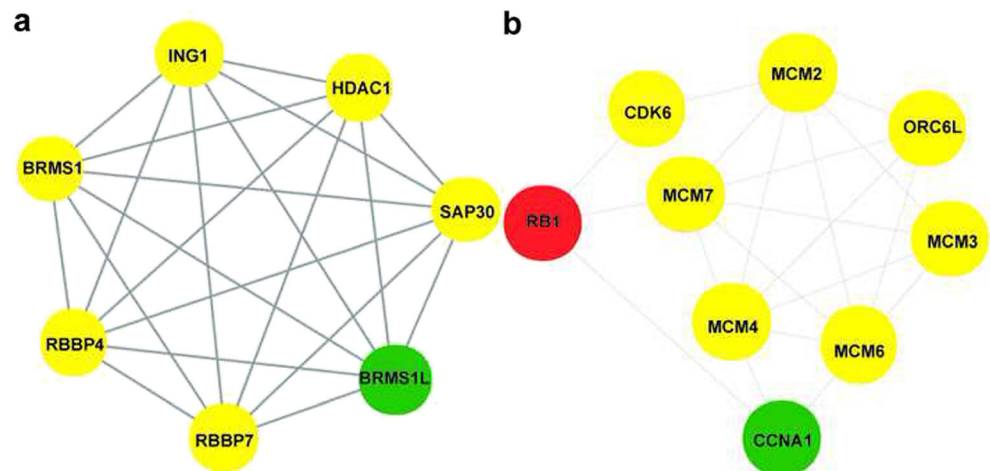 a
ING1
HDAC1
BRMS1
SAP30
RBBP4
BRMS1L
RBBP7
b
MCM2
CDK6
ORC6L
MCM7
RB1
MCM3
MCM4
MCM6
CCNA1